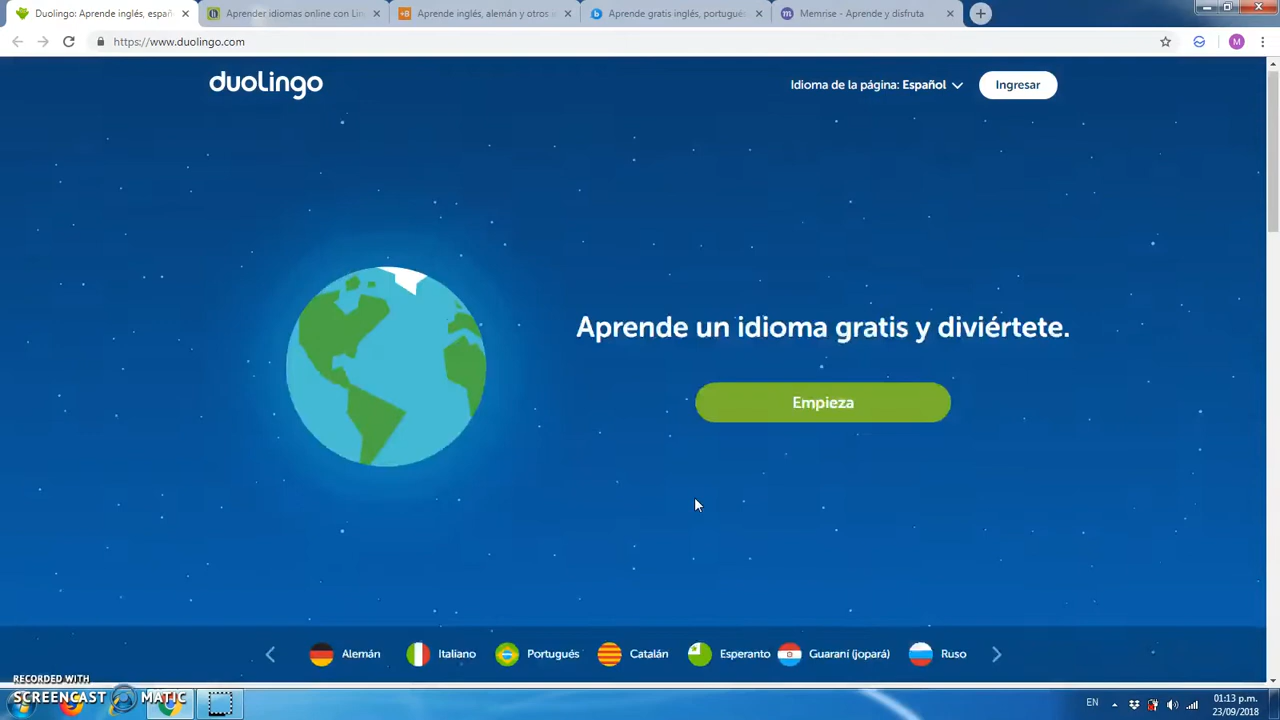 Duolingo: Aprende inglés, españ
Aprender idiomas online con Lin
Aprende inglés, alemán y otros
Aprende gratis inglés, portugués
Memrise - Aprende y disfruta
https://www.duolingo.com
M
duolingo
Idioma de la página: Español
Ingresar
Aprende un idioma gratis y diviértete.
Empieza
Alemán
Italiano
Portugués
Catalán
Esperanto
Guaraní (jopará)
Ruso
RECORDED WITH
SCREENCAST MATIC
EN
01:13 p.m.
23/09/2018